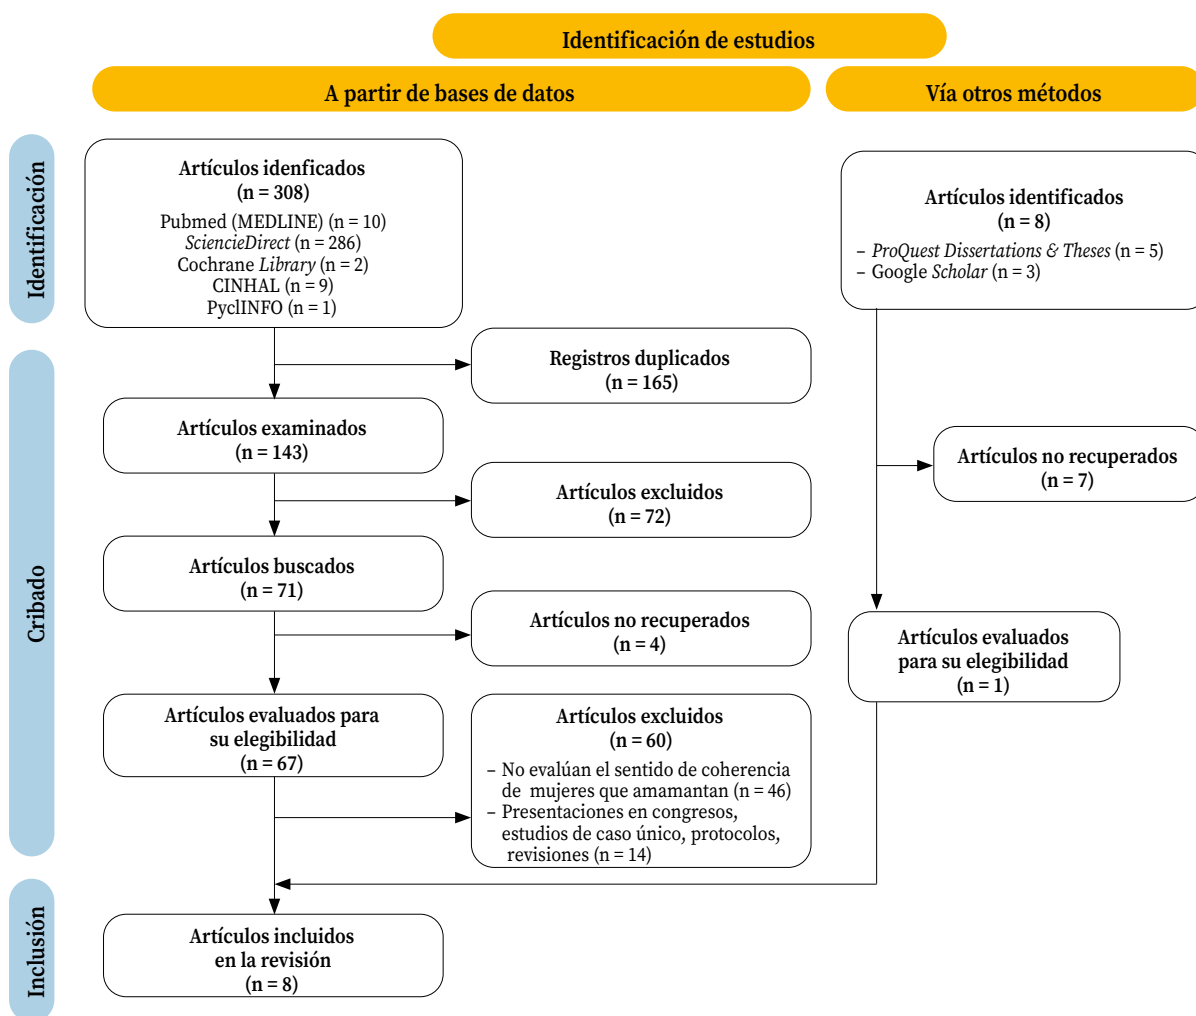 Identificación de estudios
A partir de bases de datos
Vía otros métodos
Identificación
Artículos idenficados
(n = 308)
Pubmed (MEDLINE) (n = 10)
ScienceDirect (n = 286)
Cochrane Library (n = 2)
CINHAL (n = 9)
PyclINFO (n = 1)
Artículos identificados
(n = 8)
– ProQuest Dissertations & Theses (n = 5)
– Google Scholar (n = 3)
Cribado
Registros duplicados
(n = 165)
Artículos examinados
(n = 143)
Artículos no recuperados
(n = 7)
Artículos excluidos
(n = 72)
Artículos buscados
(n = 71)
Artículos no recuperados
(n = 4)
Artículos evaluados
para su elegibilidad
(n = 1)
Artículos evaluados para
su elegibilidad
(n = 67)
Artículos excluidos
(n = 60)
– No evalúan el sentido de coherencia
de mujeres que amamantan (n = 46)
– Presentaciones en congresos,
estudios de caso único, protocolos,
revisiones (n = 14)
Inclusión
Artículos incluidos
en la revisión
(n = 8)